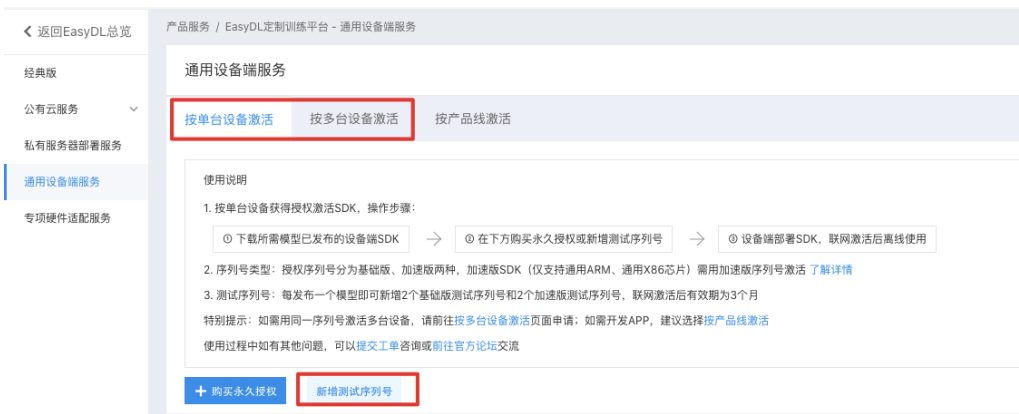 返回EasyDL总览
经典版
公有云服务
私有服务器部署服务
通用设备端服务
专项硬件适配服务
产品服务 / EasyDL定制训练平台 - 通用设备端服务
通用设备端服务
按单台设备激活 按多台设备激活 按产品线激活
使用说明
1. 按单台设备获得授权激活SDK，操作步骤：
① 下载所需模型已发布的设备端SDK → ② 在下方购买永久授权或新增测试序列号 → ③ 设备端部署SDK，联网激活后离线使用
2. 序列号类型：授权序列号分为基础版、加速版两种，加速版SDK（仅支持通用ARM、通用X86芯片）需用加速版序列号激活 了解详情
3. 测试序列号：每发布一个模型即可新增2个基础版测试序列号和2个加速版测试序列号，联网激活后有效期为3个月
特别提示：如需用同一序列号激活多台设备，请前往按多台设备激活页面申请；如需开发APP，建议选择按产品线激活
使用过程中如有其他问题，可以提交工单咨询或前往官方论坛交流
+ 购买永久授权 新增测试序列号